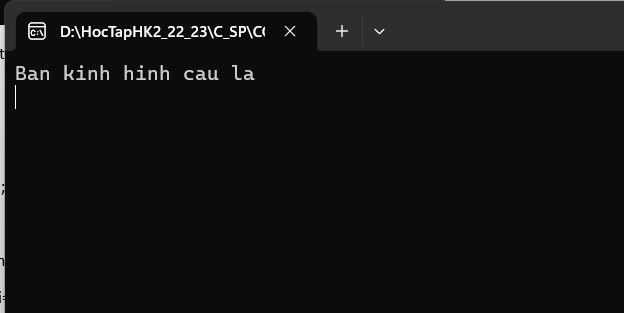 D:\HocTapHK2_22_23\C_SP\C
Ban kinh hinh cau la